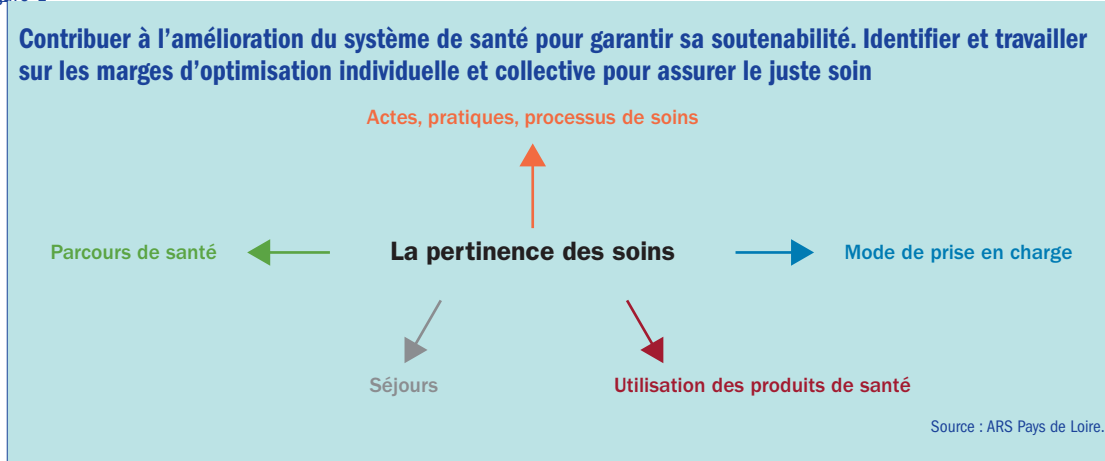 Contribuer à l'amélioration du système de santé pour garantir sa soutenabilité. Identifier et travailler
sur les marges d'optimisation individuelle et collective pour assurer le juste soin
Actes, pratiques, processus de soins
Parcours de santé
La pertinence des soins
Mode de prise en charge
Séjours
Utilisation des produits de santé
Source : ARS Pays de Loire.